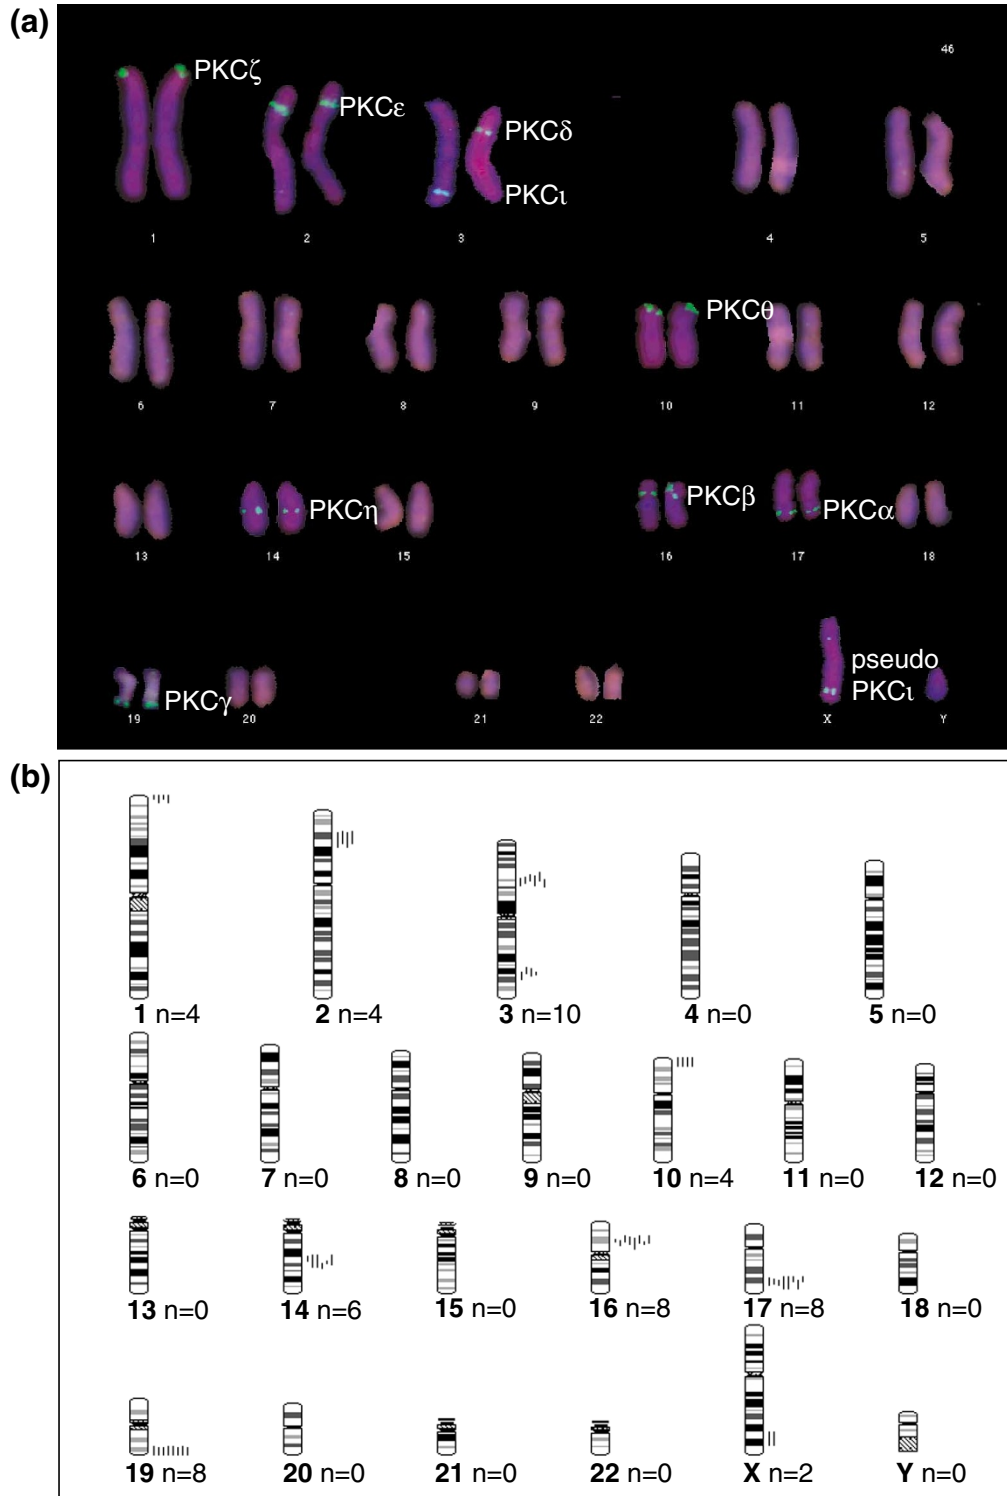 (a)
46
PKCζ
PKCε
PKCδ
PKCι
1 2 3 4 5
PKCθ
6 7 8 9 10 11 12
PKCη
PKCβ
PKCα
13 14 15 16 17 18
pseudo
PKCι
PKCγ
19 20 21 22 X Y
(b)
1 n=4 2 n=4 3 n=10 4 n=0 5 n=0
6 n=0 7 n=0 8 n=0 9 n=0 10 n=4 11 n=0 12 n=0
13 n=0 14 n=6 15 n=0 16 n=8 17 n=8 18 n=0
19 n=8 20 n=0 21 n=0 22 n=0 X n=2 Y n=0